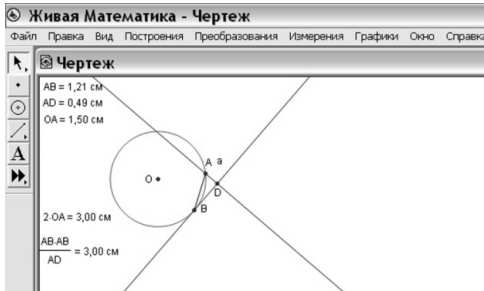 Живая Математика - Чертеж
Файл Правка Вид Построения Преобразования Измерения Графики Окно Справка
Чертеж
AB = 1,21 см
AD = 0,49 см
OA = 1,50 см
A a
O
D
B
2·OA = 3,00 см
AB·AB
AD
= 3,00 см
A